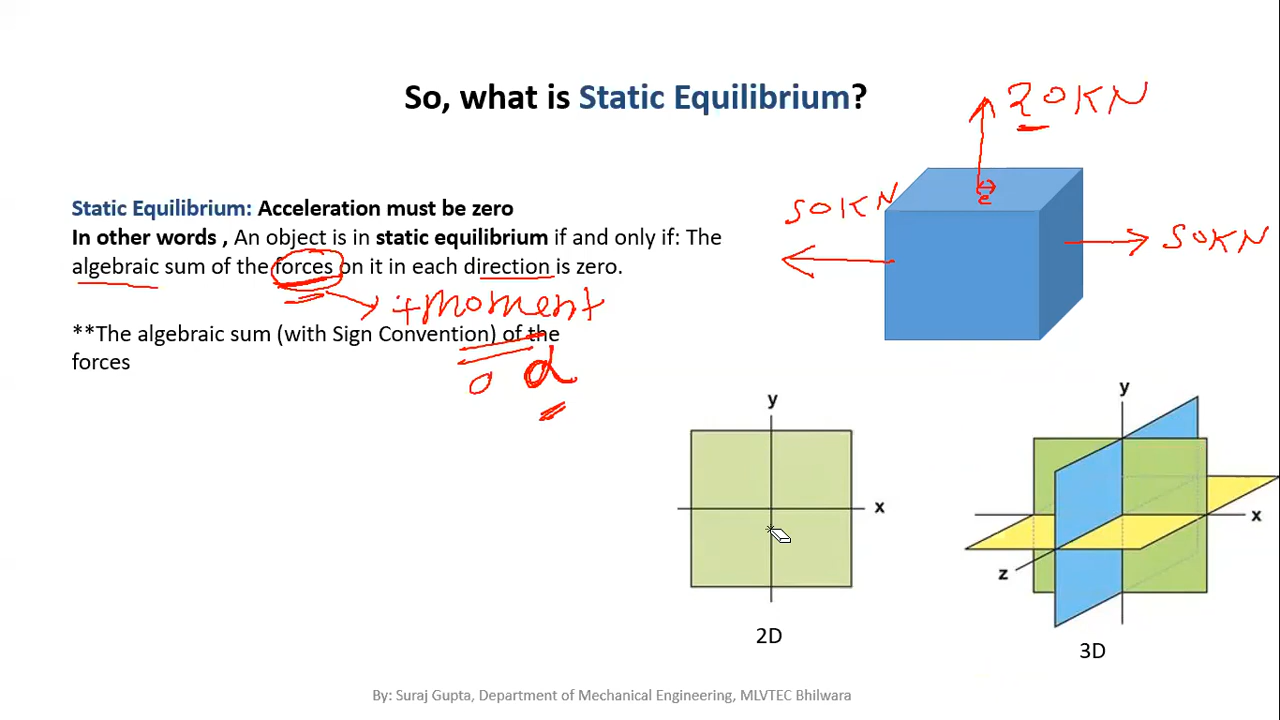 So, what is Static Equilibrium?
20KN
Static Equilibrium: Acceleration must be zero
50KN
e
In other words , An object is in static equilibrium if and only if: The
50KN
algebraic sum of the forces on it in each direction is zero.
+moment
**The algebraic sum (with Sign Convention) of the
forces
0 α
y
x
2D
y
x
z
3D
By: Suraj Gupta, Department of Mechanical Engineering, MLVTEC Bhilwara